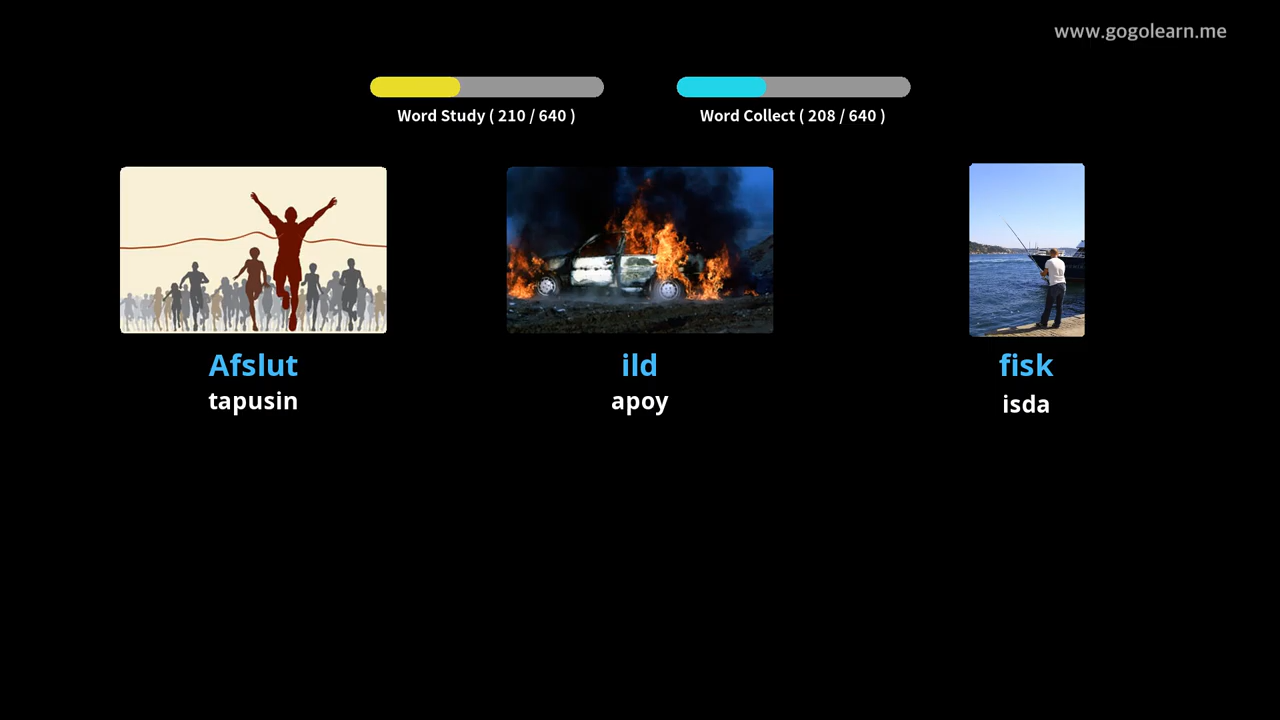 www.gogolearn.me
Word Study ( 210 / 640 )
Word Collect ( 208 / 640 )
Afslut
tapusin
ild
apoy
fisk
isda